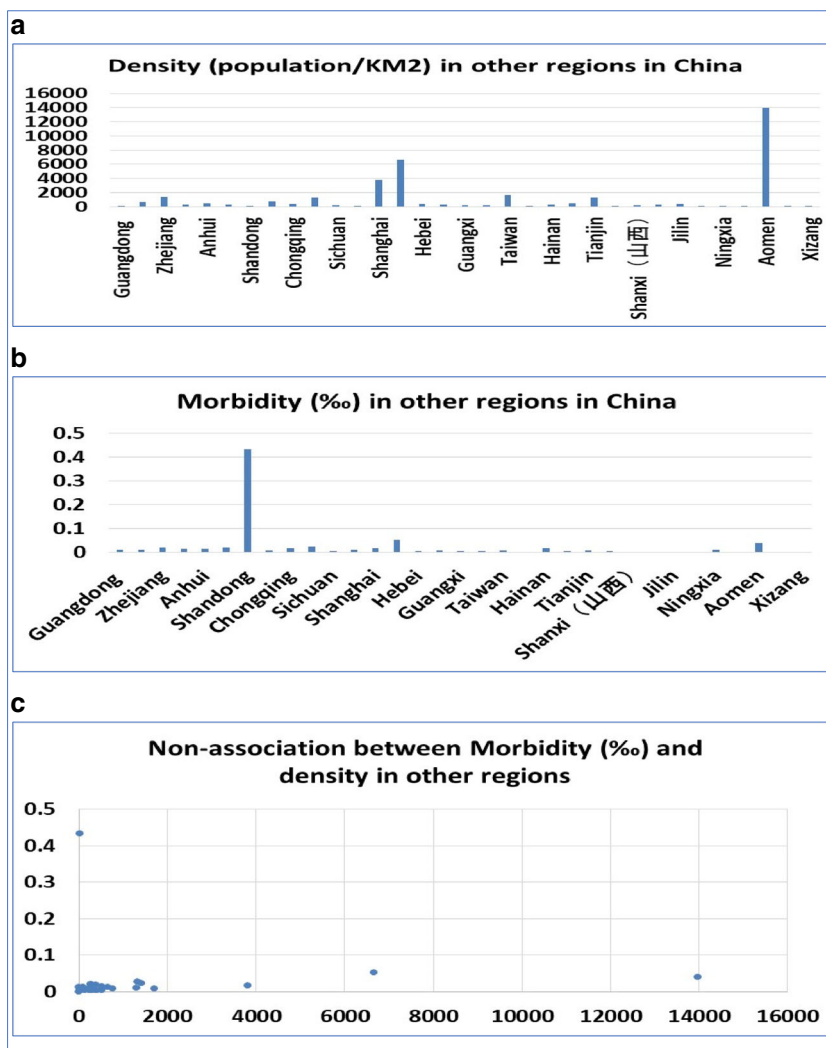 a
Density (population/KM2) in other regions in China
16000
14000
12000
10000
8000
6000
4000
2000
0
Guangdong
Zhejiang
Anhui
Shandong
Chongqing
Sichuan
Shanghai
Hebei
Guangxi
Taiwan
Hainan
Tianjin
Shanxi（山西）
Jilin
Ningxia
Aomen
Xizang
b
Morbidity (‰) in other regions in China
0.5
0.4
0.3
0.2
0.1
0
Guangdong
Zhejiang
Anhui
Shandong
Chongqing
Sichuan
Shanghai
Hebei
Guangxi
Taiwan
Hainan
Tianjin
Shanxi（山西）
Jilin
Ningxia
Aomen
Xizang
c
Non-association between Morbidity (‰) and
density in other regions
0.5
0.4
0.3
0.2
0.1
0
0 2000 4000 6000 8000 10000 12000 14000 16000